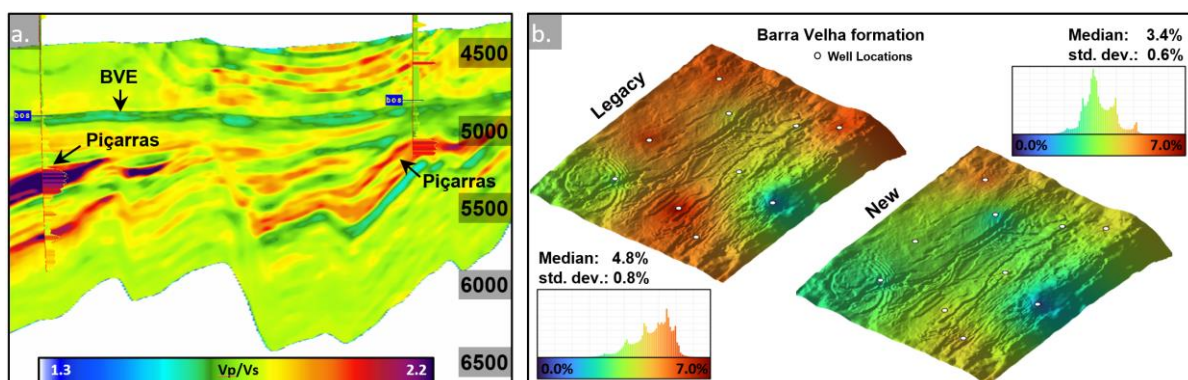 a.
BVE
bos
bos
Piçarras
Piçarras
4500
5000
5500
6000
6500
1.3 Vp/Vs 2.2
b.
Barra Velha formation
Well Locations
Legacy
New
Median: 3.4%
std. dev.: 0.6%
0.0% 7.0%
Median: 4.8%
std. dev.: 0.8%
0.0% 7.0%